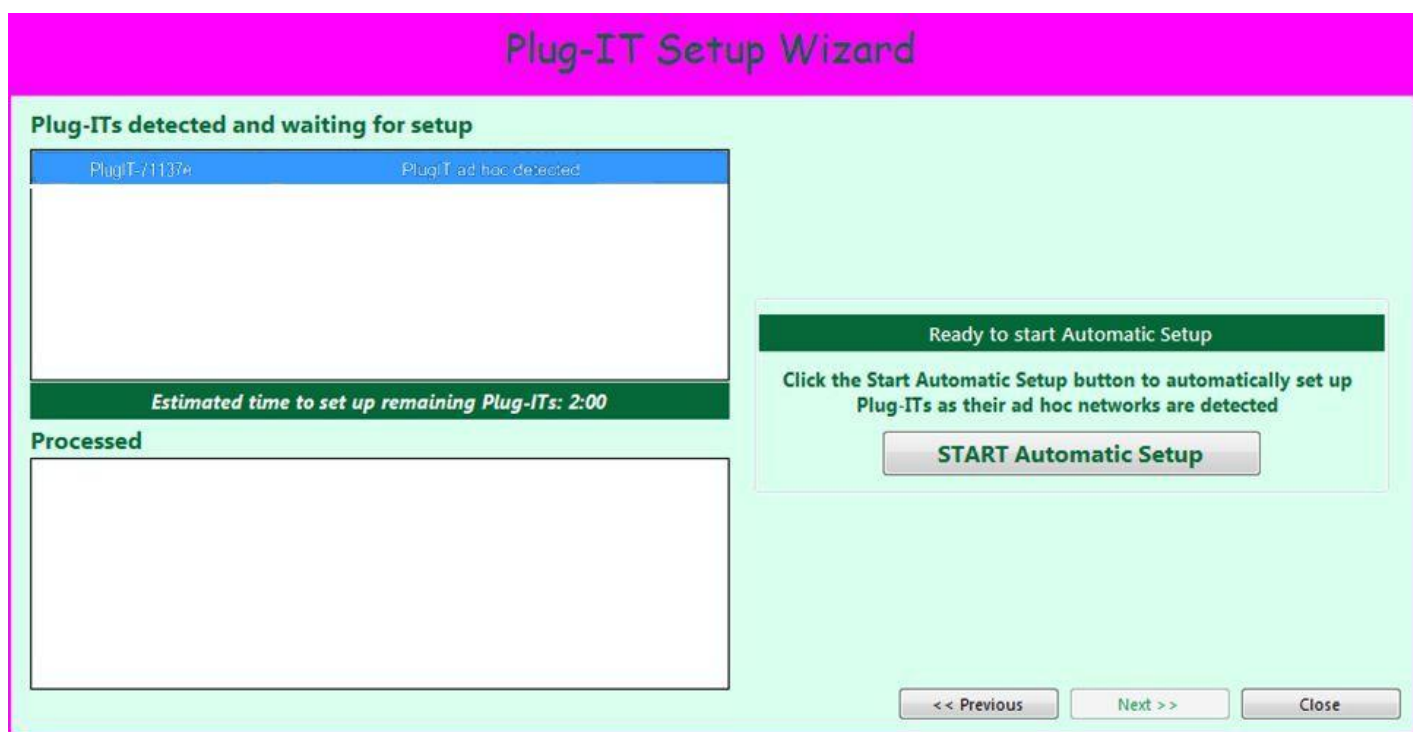 Plug-IT Setup Wizard
Plug-ITs detected and waiting for setup
PlugIT-71137e PlugIT ad hoc detected
Estimated time to set up remaining Plug-ITs: 2:00
Processed
Ready to start Automatic Setup
Click the Start Automatic Setup button to automatically set up
Plug-ITs as their ad hoc networks are detected
START Automatic Setup
<< Previous
Next >>
Close